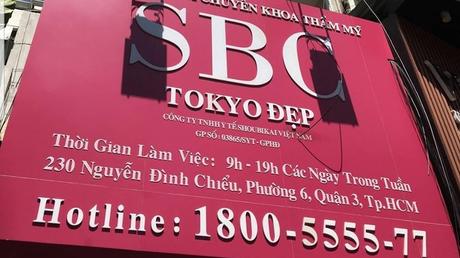 CHUYÊN KHOA THẨM MỸ
SBC
TOKYO ĐẸP
CÔNG TY TNHH Y TẾ SHOUBIKAI VIỆT NAM
GP SỐ: 03865/SYT - GPHĐ
Thời Gian Làm Việc: 9h - 19h Các Ngày Trong Tuần
230 Nguyễn Đình Chiểu, Phường 6, Quận 3, Tp.HCM
Hotline: 1800-5555-77